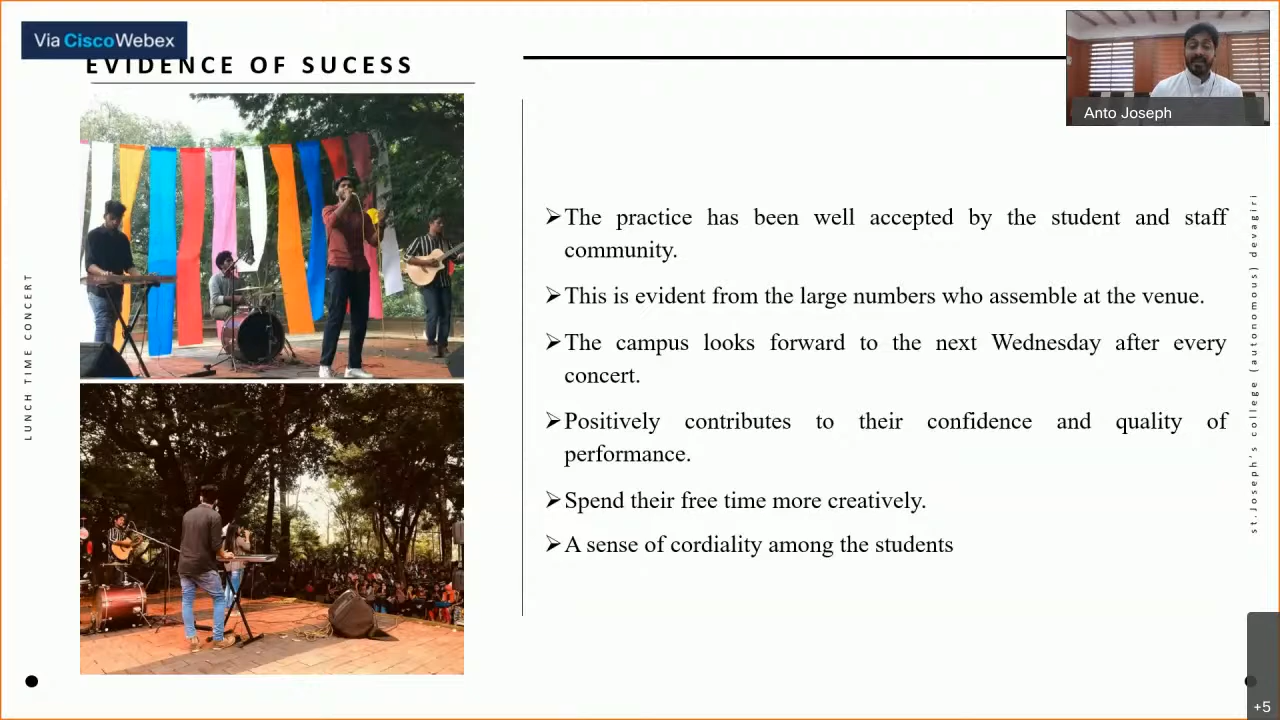 Via CiscoWebex
EVIDENCE OF SUCESS
Anto Joseph
LUNCH TIME CONCERT
➢The practice has been well accepted by the student and staff
community.
➢This is evident from the large numbers who assemble at the venue.
➢The campus looks forward to the next Wednesday after every
concert.
➢Positively contributes to their confidence and quality of
performance.
➢Spend their free time more creatively.
➢A sense of cordiality among the students
st.Joseph's college (autonomous) devagiri
+5